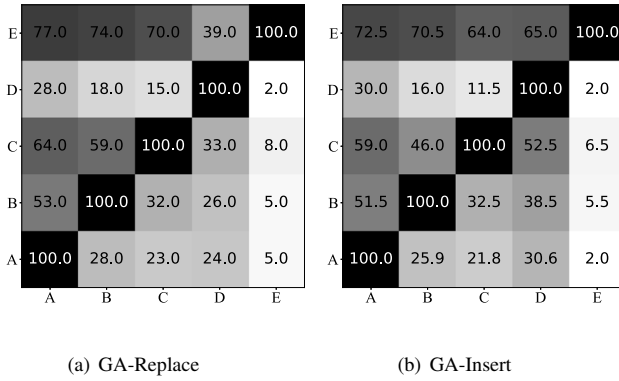 E 77.0 74.0 70.0 39.0 100.0
D 28.0 18.0 15.0 100.0 2.0
C 64.0 59.0 100.0 33.0 8.0
B 53.0 100.0 32.0 26.0 5.0
A 100.0 28.0 23.0 24.0 5.0
A B C D E
(a) GA-Replace
E 72.5 70.5 64.0 65.0 100.0
D 30.0 16.0 11.5 100.0 2.0
C 59.0 46.0 100.0 52.5 6.5
B 51.5 100.0 32.5 38.5 5.5
A 100.0 25.9 21.8 30.6 2.0
A B C D E
(b) GA-Insert